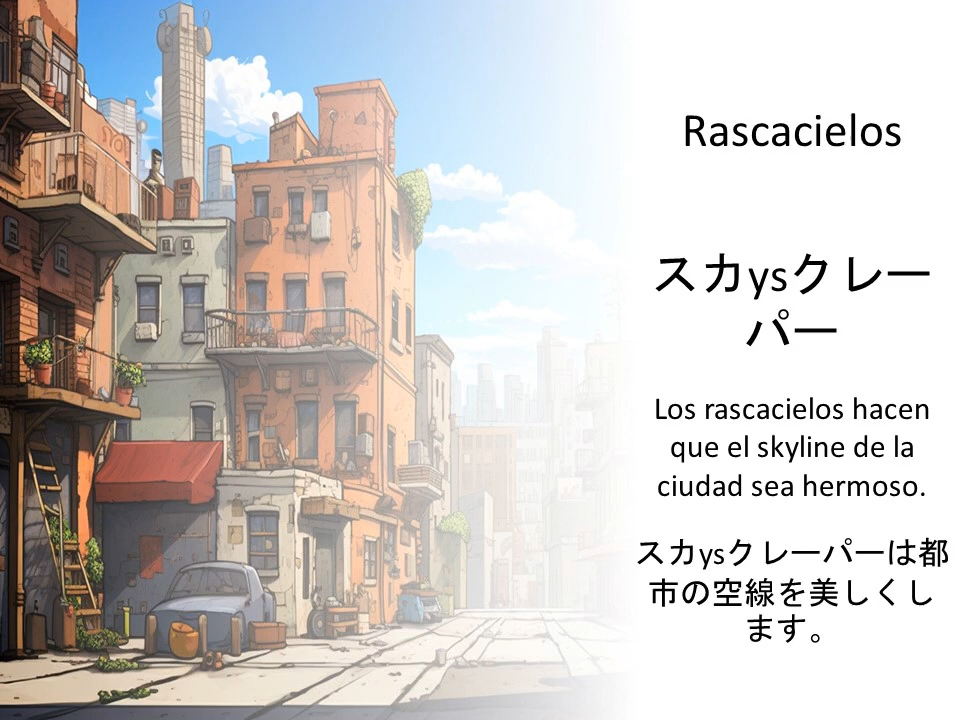 Rascacielos
スカysクレー
パー
Los rascacielos hacen
que el skyline de la
ciudad sea hermoso.
スカysクレーパーは都
市の空線を美しくし
ます。